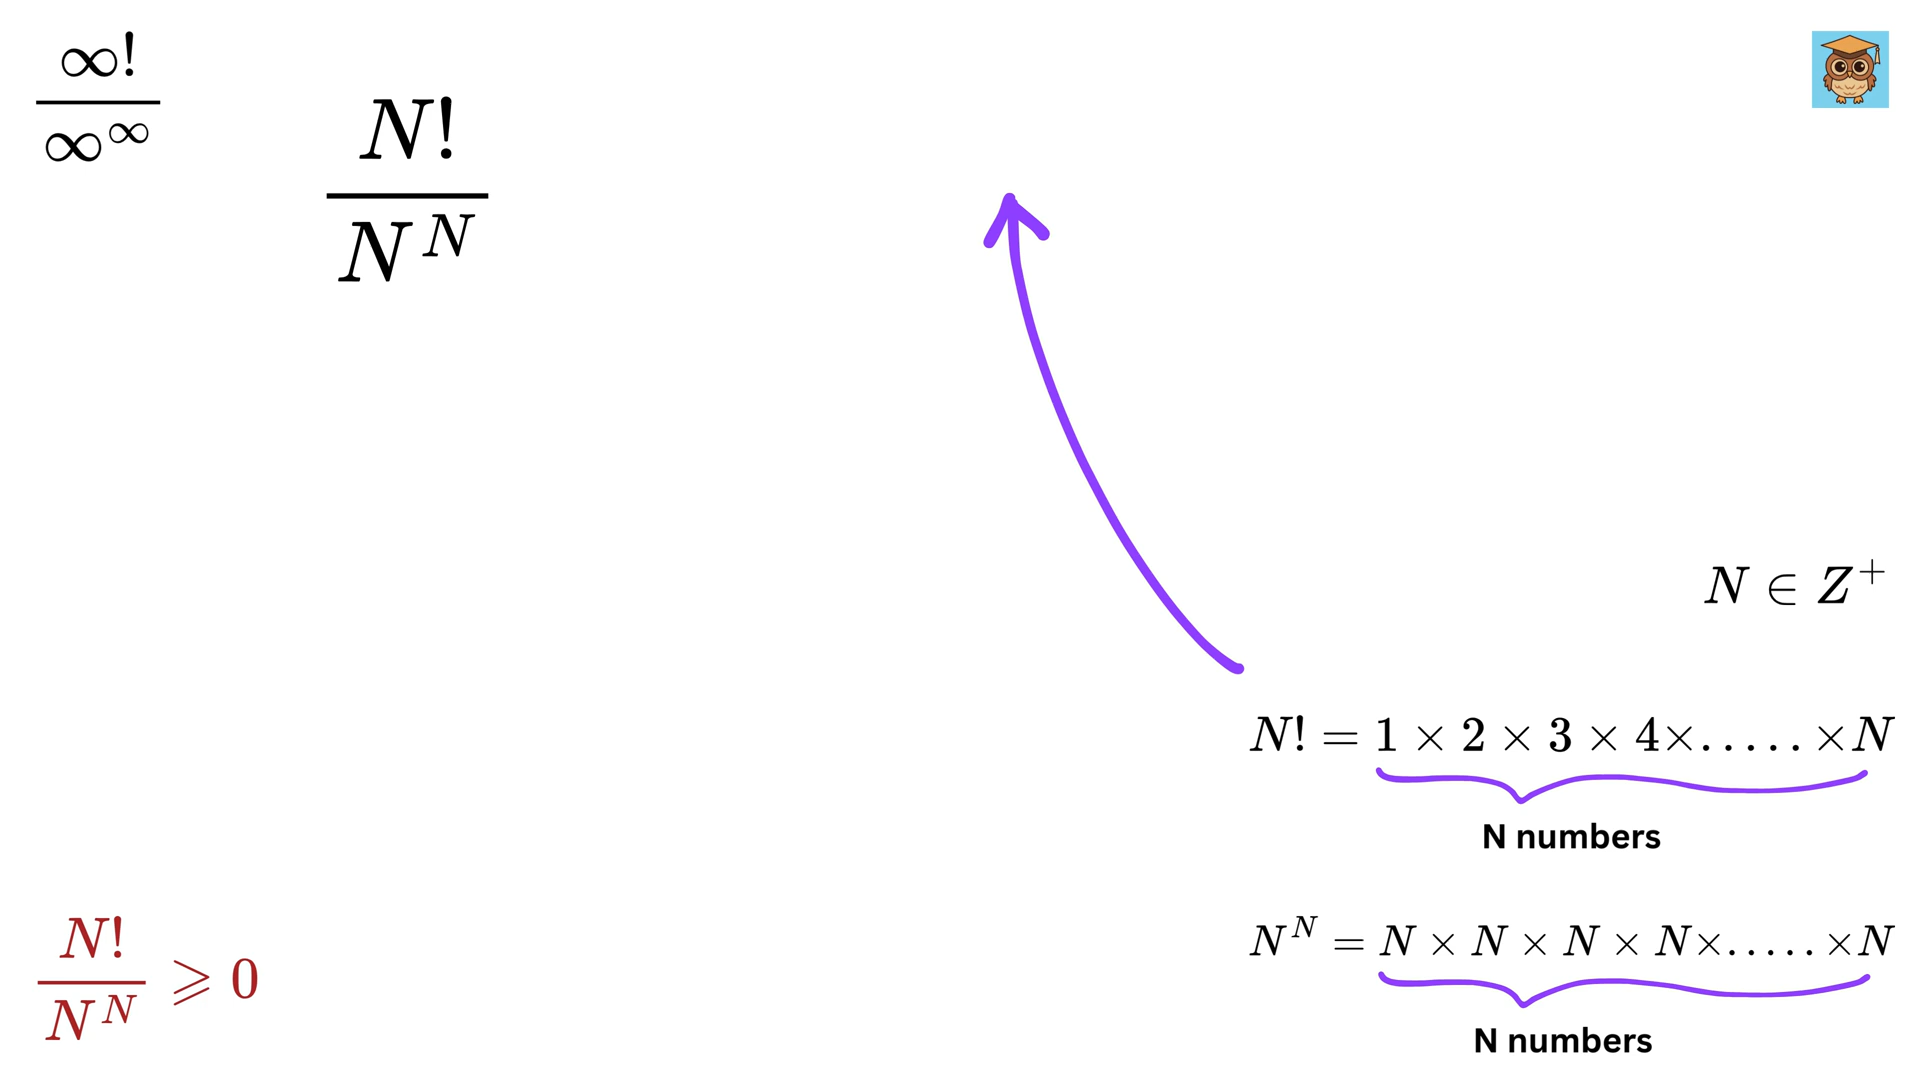 ∞!
∞^∞
N!
N^N
N ∈ Z^+
N! = 1 × 2 × 3 × 4×. . . . . ×N
N numbers
N!
N^N ⩾ 0
N^N = N × N × N × N×. . . . . ×N
N numbers